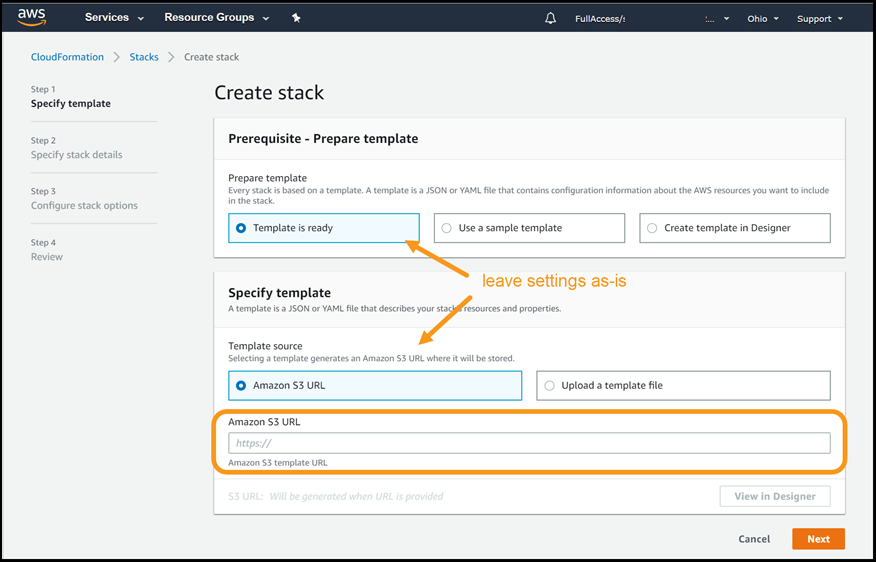 aws
Services
Resource Groups
FullAccess/
:...
Ohio
Support
CloudFormation
Stacks
Create stack
Step 1
Specify template
Step 2
Specify stack details
Step 3
Configure stack options
Step 4
Review
Create stack
Prerequisite - Prepare template
Prepare template
Every stack is based on a template. A template is a JSON or YAML file that contains configuration information about the AWS resources you want to include
in the stack.
Template is ready
Use a sample template
Create template in Designer
leave settings as-is
Specify template
A template is a JSON or YAML file that describes your stack's resources and properties.
Template source
Selecting a template generates an Amazon S3 URL where it will be stored.
Amazon S3 URL
Upload a template file
Amazon S3 URL
https://
Amazon S3 template URL
S3 URL: Will be generated when URL is provided
View in Designer
Cancel
Next